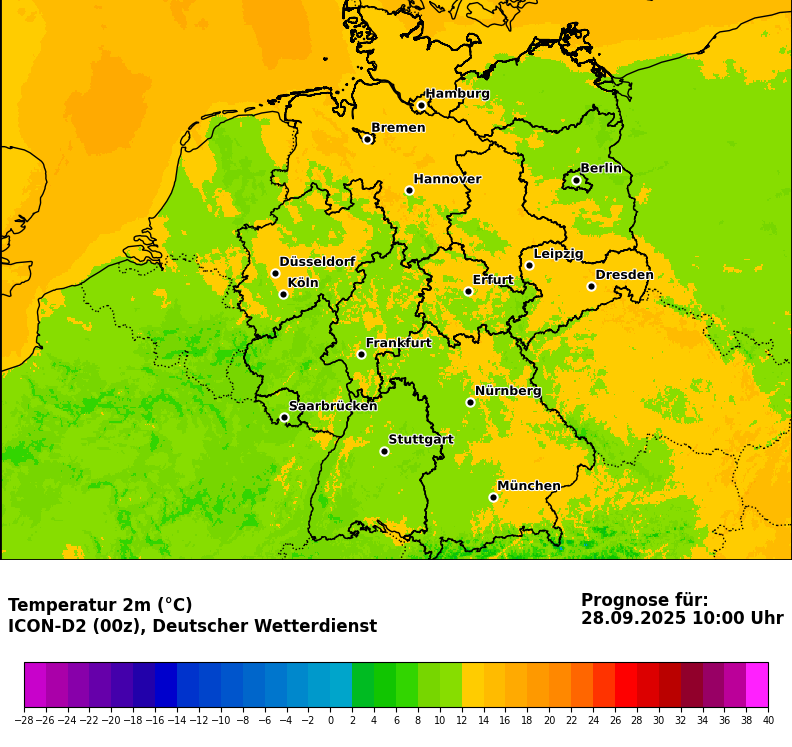 Hamburg
Bremen
Berlin
Hannover
Leipzig
Düsseldorf
Dresden
Erfurt
Köln
Frankfurt
Nürnberg
Saarbrücken
Stuttgart
München
Temperatur 2m (°C)
ICON-D2 (00z), Deutscher Wetterdienst
Prognose für:
28.09.2025 10:00 Uhr
−28 −26 −24 −22 −20 −18 −16 −14 −12 −10 −8 −6 −4 −2 0 2 4 6 8 10 12 14 16 18 20 22 24 26 28 30 32 34 36 38 40